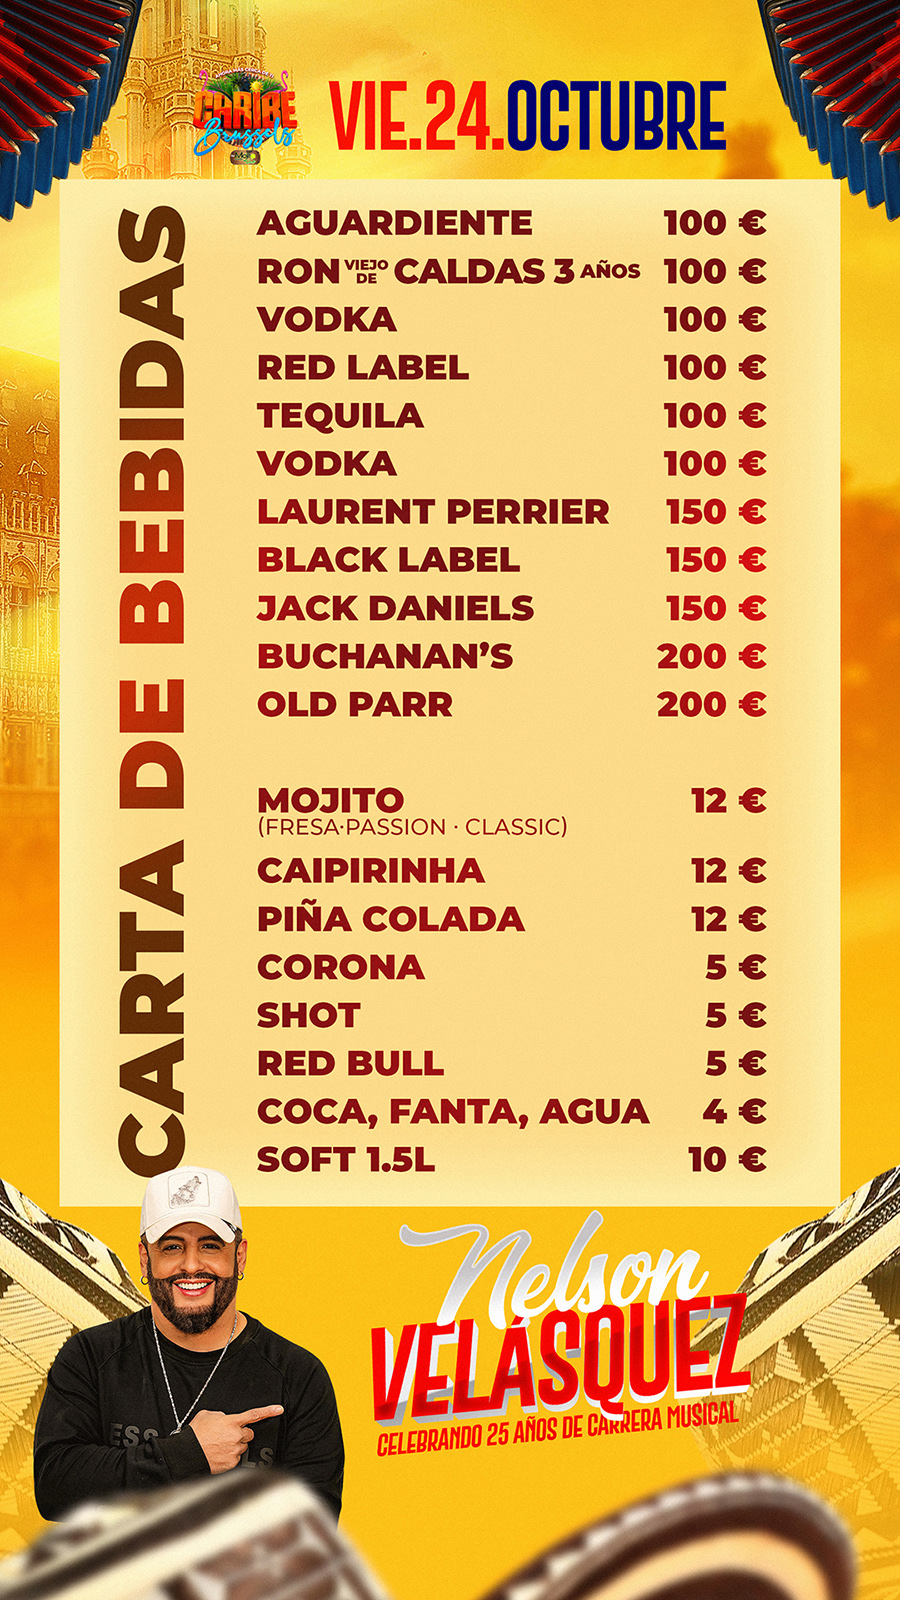 CARIBE
Brussels
VIE.24.OCTUBRE
CARTA DE BEBIDAS
AGUARDIENTE 100 €
RON VIEJO DE CALDAS 3 AÑOS 100 €
VODKA 100 €
RED LABEL 100 €
TEQUILA 100 €
VODKA 100 €
LAURENT PERRIER 150 €
BLACK LABEL 150 €
JACK DANIELS 150 €
BUCHANAN'S 200 €
OLD PARR 200 €
MOJITO 12 €
(FRESA·PASSION · CLASSIC)
CAIPIRINHA 12 €
PIÑA COLADA 12 €
CORONA 5 €
SHOT 5 €
RED BULL 5 €
COCA, FANTA, AGUA 4 €
SOFT 1.5L 10 €
Nelson
VELÁSQUEZ
CELEBRANDO 25 AÑOS DE CARRERA MUSICAL